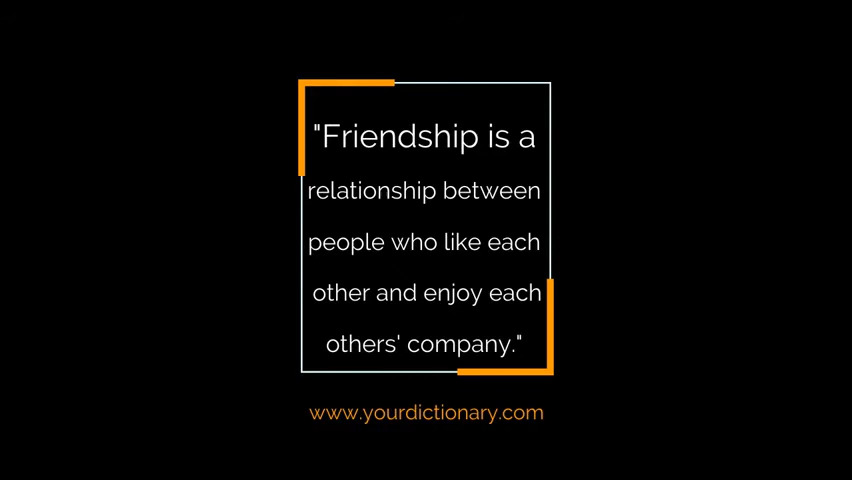 "Friendship is a
relationship between
people who like each
other and enjoy each
others' company."
www.yourdictionary.com